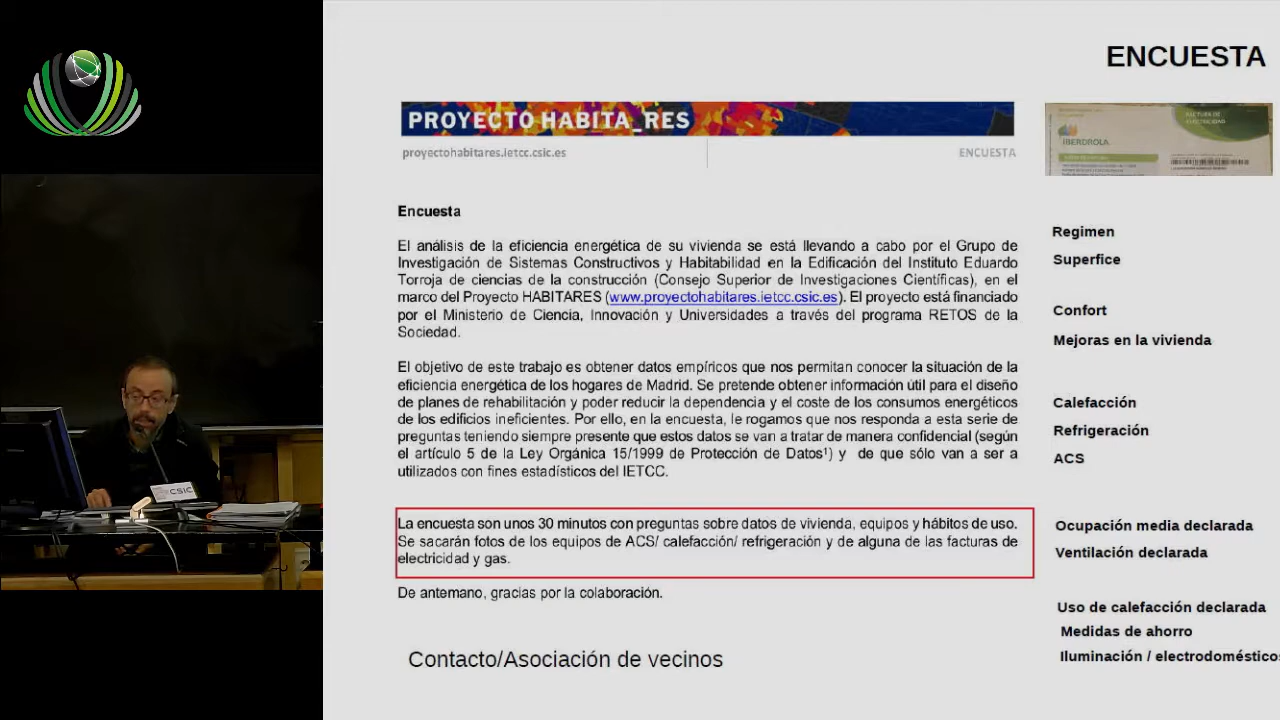 ENCUESTA
PROYECTO HABITA_RES
proyectohabitares.ietcc.csic.es
ENCUESTA
IBERDROLA
FACTURA DE
ELECTRICIDAD
Encuesta
El análisis de la eficiencia energética de su vivienda se está llevando a cabo por el Grupo de
Investigación de Sistemas Constructivos y Habitabilidad en la Edificación del Instituto Eduardo
Torroja de ciencias de la construcción (Consejo Superior de Investigaciones Científicas), en el
marco del Proyecto HABITARES (www.proyectohabitares.ietcc.csic.es). El proyecto está financiado
por el Ministerio de Ciencia, Innovación y Universidades a través del programa RETOS de la
Sociedad.
El objetivo de este trabajo es obtener datos empíricos que nos permitan conocer la situación de la
eficiencia energética de los hogares de Madrid. Se pretende obtener información útil para el diseño
de planes de rehabilitación y poder reducir la dependencia y el coste de los consumos energéticos
de los edificios ineficientes. Por ello, en la encuesta, le rogamos que nos responda a esta serie de
preguntas teniendo siempre presente que estos datos se van a tratar de manera confidencial (según
el artículo 5 de la Ley Orgánica 15/1999 de Protección de Datos¹) y de que sólo van a ser a
utilizados con fines estadísticos del IETCC.
La encuesta son unos 30 minutos con preguntas sobre datos de vivienda, equipos y hábitos de uso.
Se sacarán fotos de los equipos de ACS/ calefacción/ refrigeración y de alguna de las facturas de
electricidad y gas.
De antemano, gracias por la colaboración.
Contacto/Asociación de vecinos
Regimen
Superfice
Confort
Mejoras en la vivienda
Calefacción
Refrigeración
ACS
Ocupación media declarada
Ventilación declarada
Uso de calefacción declarada
Medidas de ahorro
Iluminación / electrodomésticos
CSIC